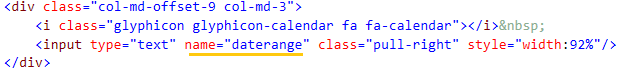 <div class="col-md-offset-9 col-md-3">
<i class="glyphicon glyphicon-calendar fa fa-calendar"></i>&nbsp;
<input type="text" name="daterange" class="pull-right" style="width:92%"/>
</div>